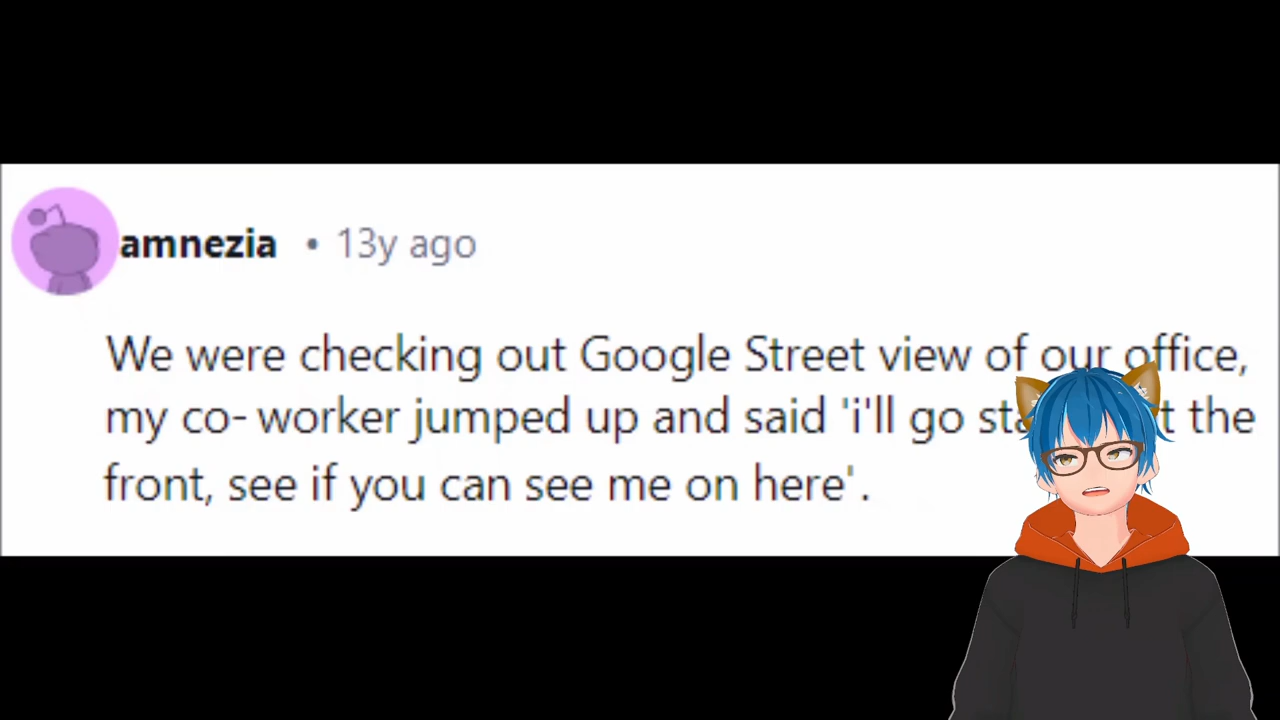 amnezia • 13y ago
We were checking out Google Street view of our office,
my co- worker jumped up and said 'i'll go the
front, see if you can see me on here'.